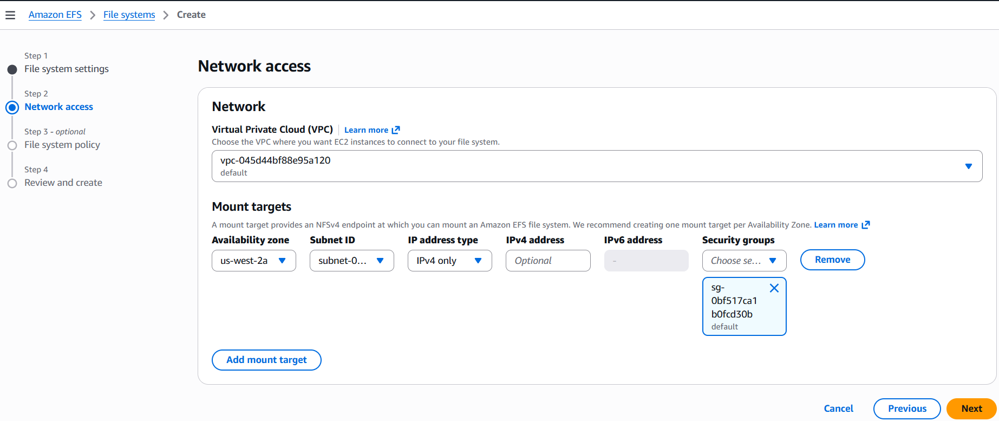 Amazon EFS > File systems > Create
Step 1
File system settings
Step 2
Network access
Step 3 - optional
File system policy
Step 4
Review and create
Network access
Network
Virtual Private Cloud (VPC) Learn more
Choose the VPC where you want EC2 instances to connect to your file system.
vpc-045d44bf88e95a120
default
Mount targets
A mount target provides an NFSv4 endpoint at which you can mount an Amazon EFS file system. We recommend creating one mount target per Availability Zone. Learn more
Availability zone Subnet ID IP address type IPv4 address IPv6 address Security groups
us-west-2a subnet-0... IPv4 only Optional - Choose se... Remove
sg-
0bf517ca1
b0fcd30b
default
Add mount target
Cancel Previous Next